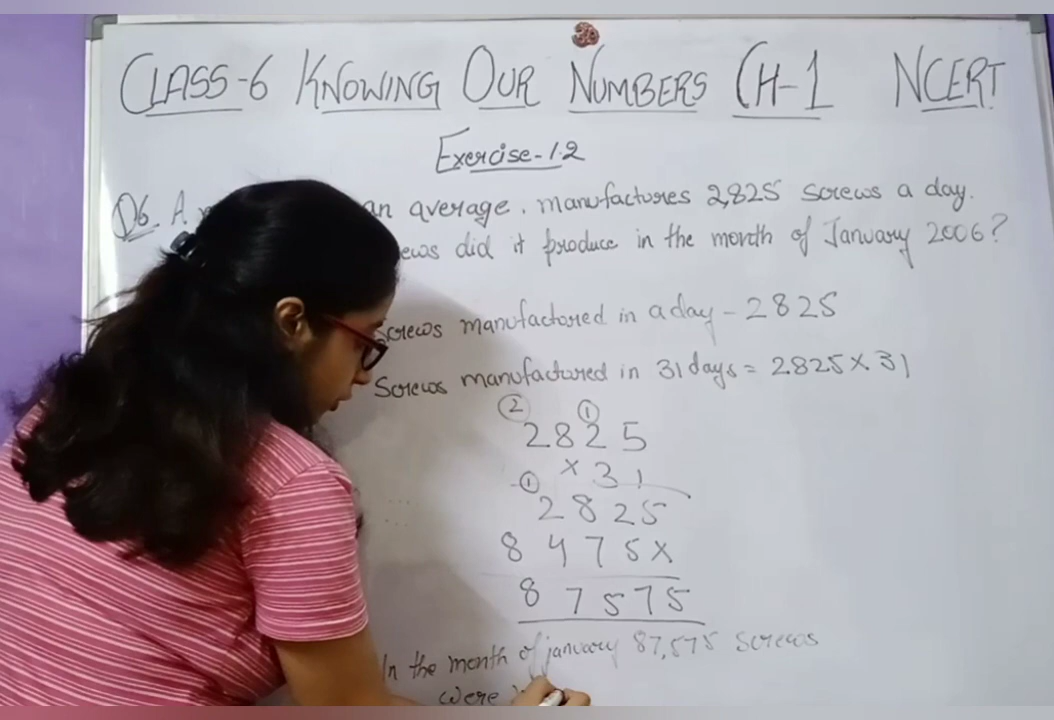 CLASS-6 KNOWING OUR NUMBERS CH-1 NCERT
Exercise-1.2
Q6. A an average, manufactures 2,825 screws a day.
ews did it produce in the month of January 2006?
Screws manufactured in a day - 2825
Screws manufactured in 31 days = 2825 × 31
2 1
2825
× 31
1
2825
8475×
87575
In the month of january 87,575 screws
were